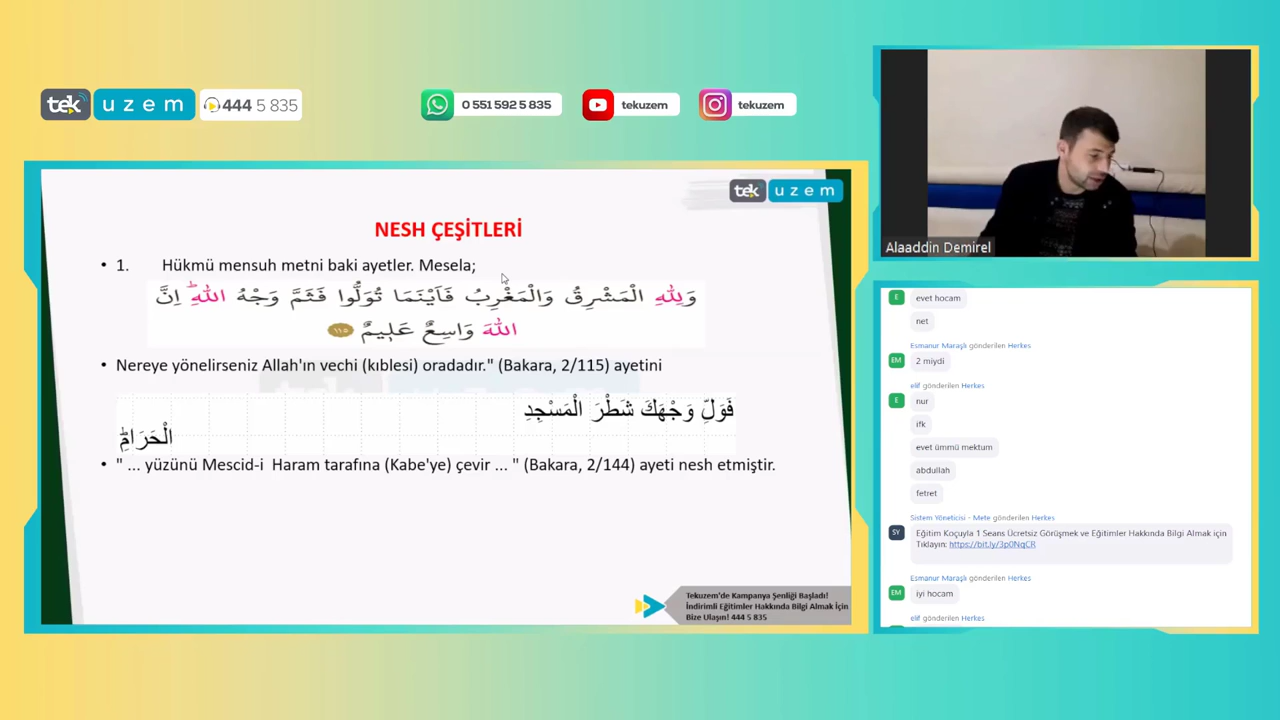 tek uzem 444 5 835
0 551 592 5 835
tekuzem
tekuzem
tek uzem
NESH ÇEŞİTLERİ
• 1. Hükmü mensuh metni baki ayetler. Mesela;
وَلِلّٰهِ الْمَشْرِقُ وَالْمَغْرِبُ فَاَيْنَمَا تُوَلُّوا فَثَمَّ وَجْهُ اللّٰهِۜ اِنَّ
اللّٰهَ وَاسِعٌ عَل۪يمٌ ١١٥
• Nereye yönelirseniz Allah'ın vechi (kıblesi) oradadır." (Bakara, 2/115) ayetini
فَوَلِّ وَجْهَكَ شَطْرَ الْمَسْجِدِ
الْحَرَامِۜ
• " ... yüzünü Mescid-i Haram tarafına (Kabe'ye) çevir ... " (Bakara, 2/144) ayeti nesh etmiştir.
Tekuzem'de Kampanya Şenliği Başladı!
İndirimli Eğitimler Hakkında Bilgi Almak İçin
Bize Ulaşın! 444 5 835
Alaaddin Demirel
E evet hocam
net
Esmanur Maraşlı gönderilen Herkes
EM 2 miydi
elif gönderilen Herkes
E nur
ifk
evet ümmü mektum
abdullah
fetret
Sistem Yöneticisi - Mete gönderilen Herkes
SY Eğitim Koçuyla 1 Seans Ücretsiz Görüşmek ve Eğitimler Hakkında Bilgi Almak için
Tıklayın: https://bit.ly/3p0NqCR
Esmanur Maraşlı gönderilen Herkes
EM iyi hocam
elif gönderilen Herkes